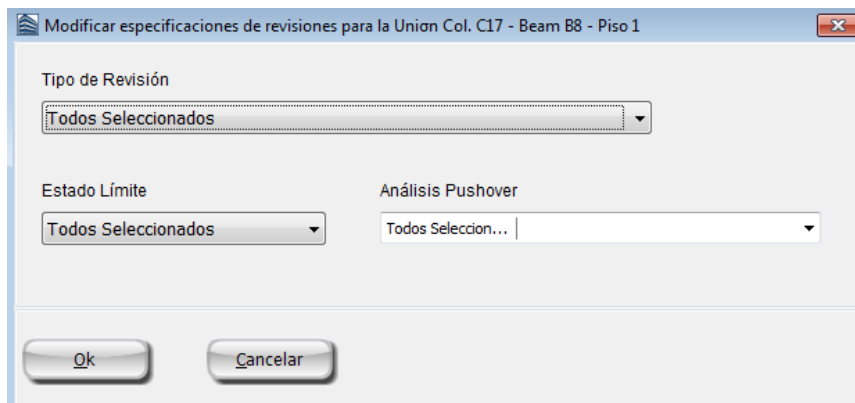 Modificar especificaciones de revisiones para la Uniσn Col. C17 - Beam B8 - Piso 1
Tipo de Revisión
Todos Seleccionados
Estado Límite
Análisis Pushover
Todos Seleccionados
Todos Seleccion...
Ok
Cancelar